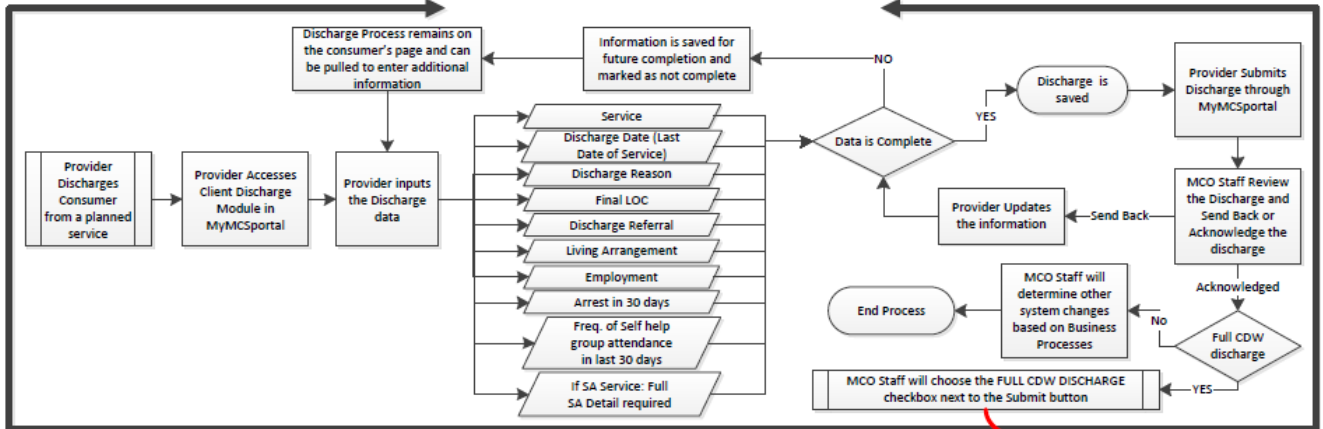 Discharge Process remains on
the consumer's page and can
be pulled to enter additional
information
Information is saved for
future completion and
marked as not complete
NO
Discharge is
saved
YES
Provider Submits
Discharge through
MyMCSportal
Provider
Discharges
Consumer
from a planned
service
Provider Accesses
Client Discharge
Module in
MyMCSportal
Provider inputs
the Discharge
data
Service
Discharge Date (Last
Date of Service)
Discharge Reason
Final LOC
Discharge Referral
Living Arrangement
Employment
Arrest in 30 days
Freq. of Self help
group attendance
in last 30 days
If SA Service: Full
SA Detail required
Data is Complete
Provider Updates
the information
Send Back
MCO Staff Review
the Discharge and
Send Back or
Acknowledge the
discharge
Acknowledged
End Process
MCO Staff will
determine other
system changes
based on Business
Processes
No
Full CDW
discharge
YES
MCO Staff will choose the FULL CDW DISCHARGE
checkbox next to the Submit button